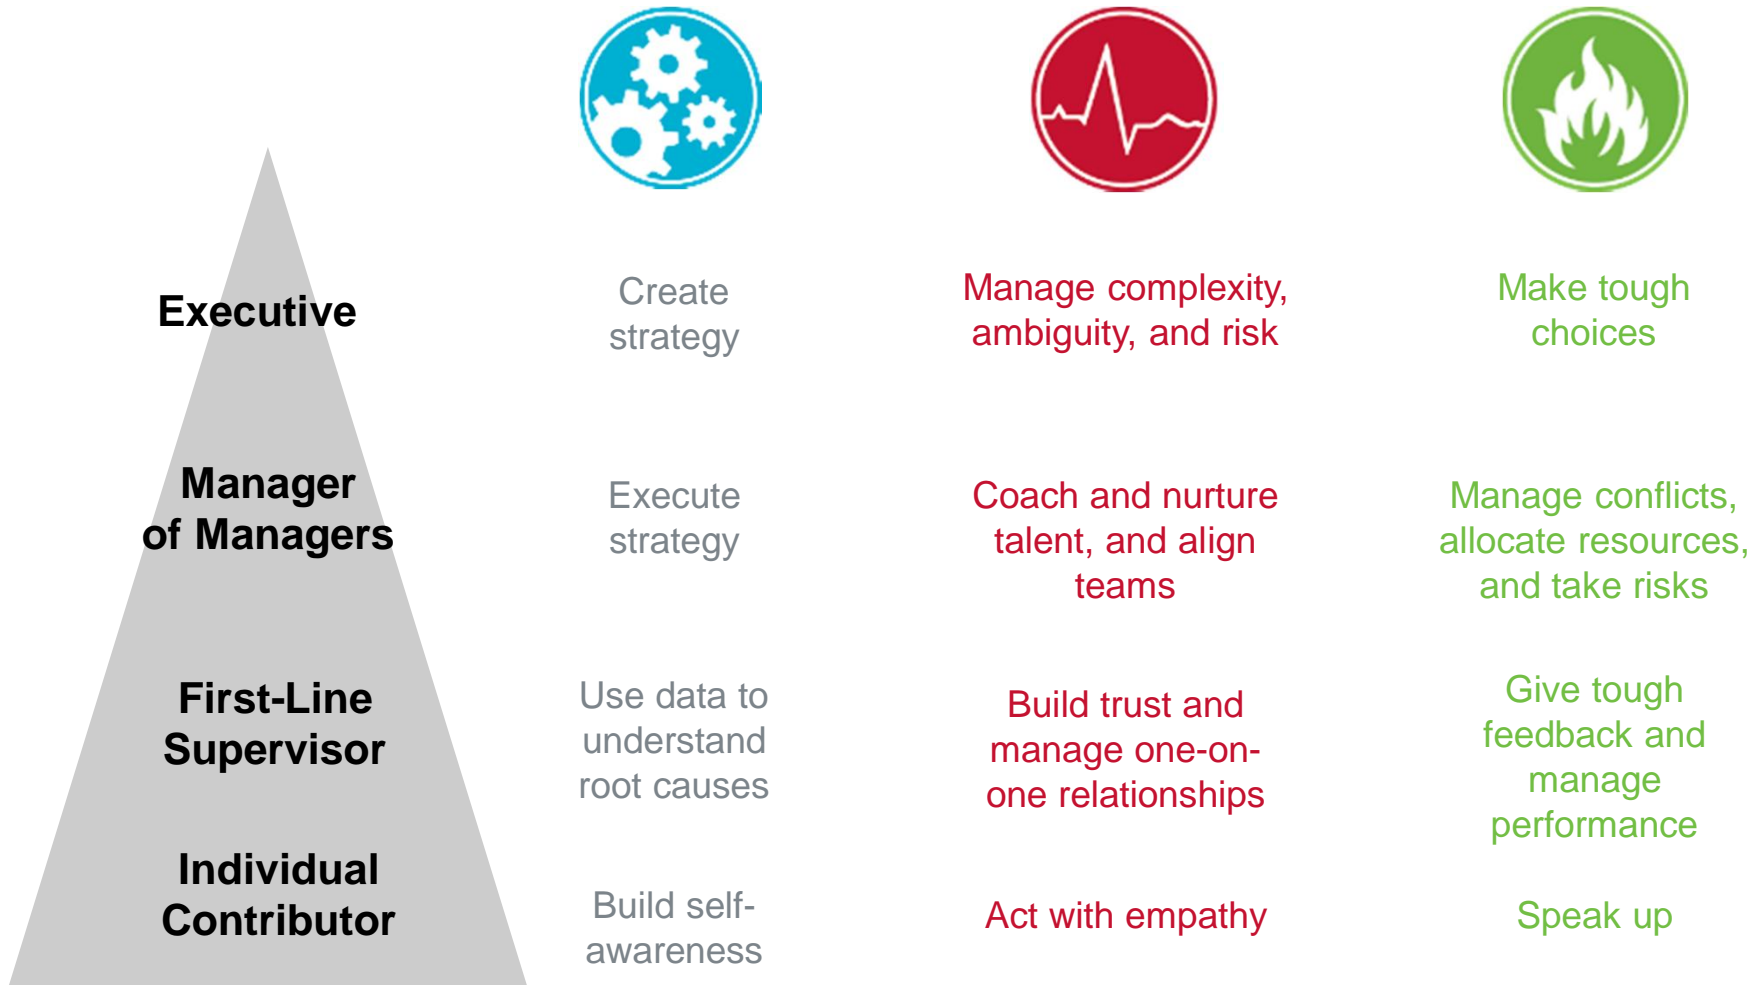 Executive
Create
strategy
Manage complexity,
ambiguity, and risk
Make tough
choices
Manager
of Managers
Execute
strategy
Coach and nurture
talent, and align
teams
Manage conflicts,
allocate resources,
and take risks
First-Line
Supervisor
Use data to
understand
root causes
Build trust and
manage one-on-
one relationships
Give tough
feedback and
manage
performance
Individual
Contributor
Build self-
awareness
Act with empathy
Speak up